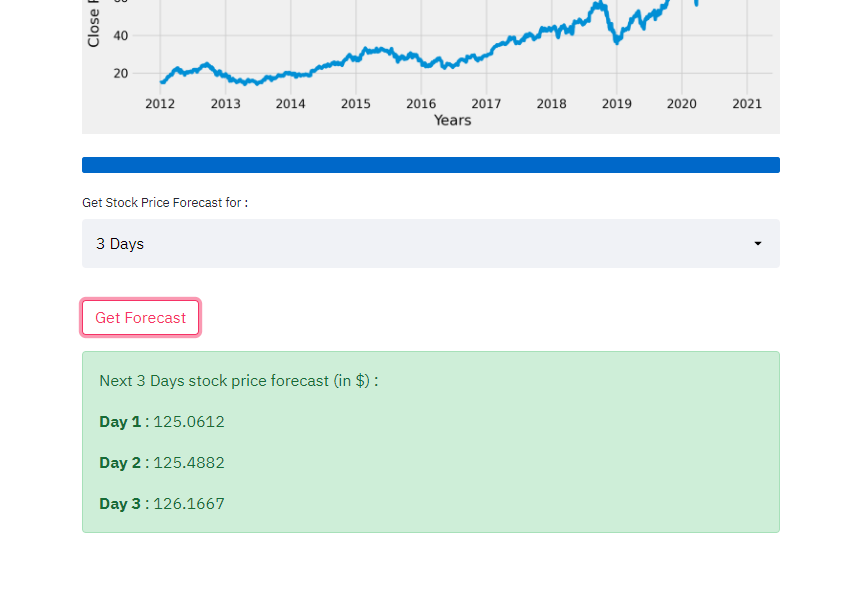 Close
40
20
2012 2013 2014 2015 2016 2017 2018 2019 2020 2021
Years
Get Stock Price Forecast for :
3 Days
Get Forecast
Next 3 Days stock price forecast (in $) :
Day 1 : 125.0612
Day 2 : 125.4882
Day 3 : 126.1667